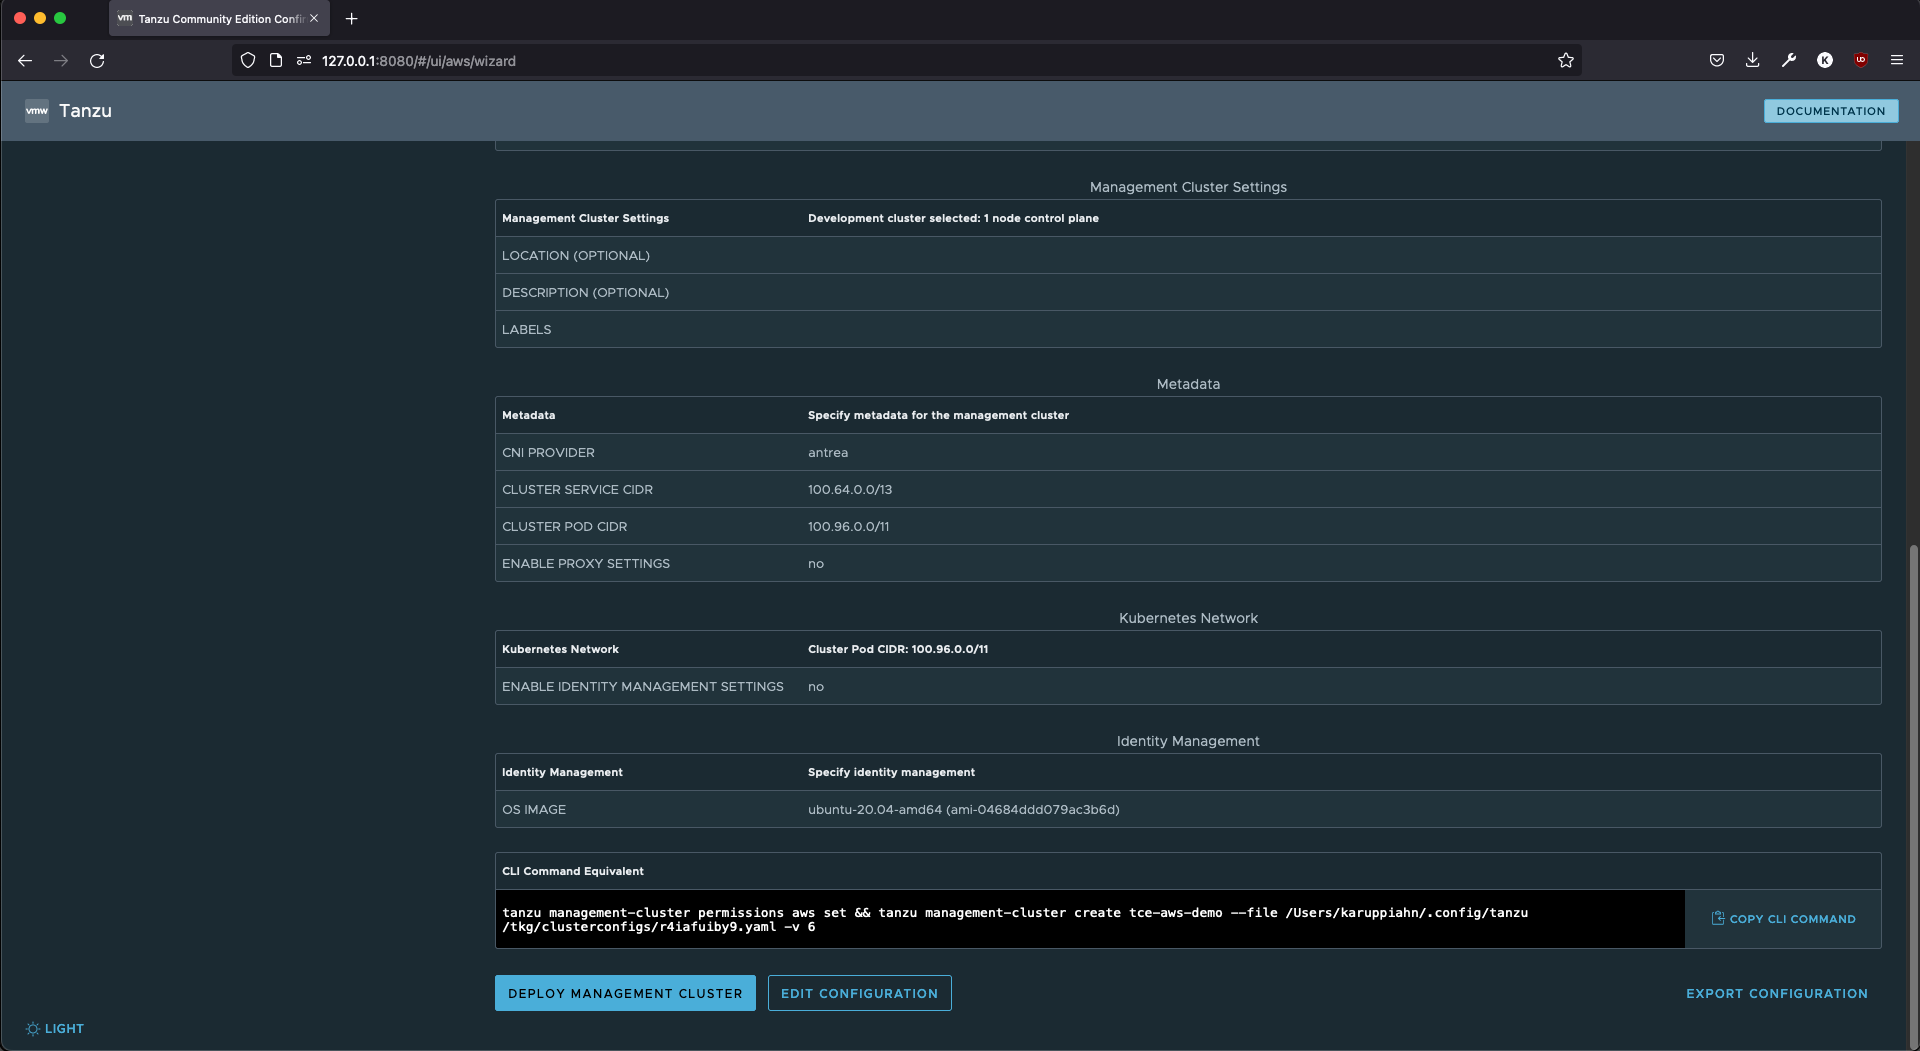 vm Tanzu Community Edition Confi
127.0.0.1:8080/#/ui/aws/wizard
K
vmw Tanzu
DOCUMENTATION
Management Cluster Settings
Management Cluster Settings Development cluster selected: 1 node control plane
LOCATION (OPTIONAL)
DESCRIPTION (OPTIONAL)
LABELS
Metadata
Metadata Specify metadata for the management cluster
CNI PROVIDER antrea
CLUSTER SERVICE CIDR 100.64.0.0/13
CLUSTER POD CIDR 100.96.0.0/11
ENABLE PROXY SETTINGS no
Kubernetes Network
Kubernetes Network Cluster Pod CIDR: 100.96.0.0/11
ENABLE IDENTITY MANAGEMENT SETTINGS no
Identity Management
Identity Management Specify identity management
OS IMAGE ubuntu-20.04-amd64 (ami-04684ddd079ac3b6d)
CLI Command Equivalent
tanzu management-cluster permissions aws set && tanzu management-cluster create tce-aws-demo --file /Users/karuppiahn/.config/tanzu
/tkg/clusterconfigs/r4iafuiby9.yaml -v 6
COPY CLI COMMAND
DEPLOY MANAGEMENT CLUSTER
EDIT CONFIGURATION
EXPORT CONFIGURATION
LIGHT